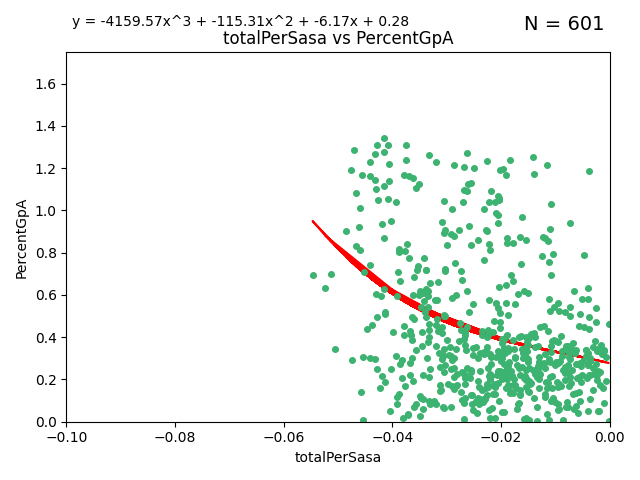 y = -4159.57x^3 + -115.31x^2 + -6.17x + 0.28
N = 601
totalPerSasa vs PercentGpA
1.6
1.4
1.2
1.0
0.8
0.6
0.4
0.2
0.0
PercentGpA
−0.10 −0.08 −0.06 −0.04 −0.02 0.00
totalPerSasa